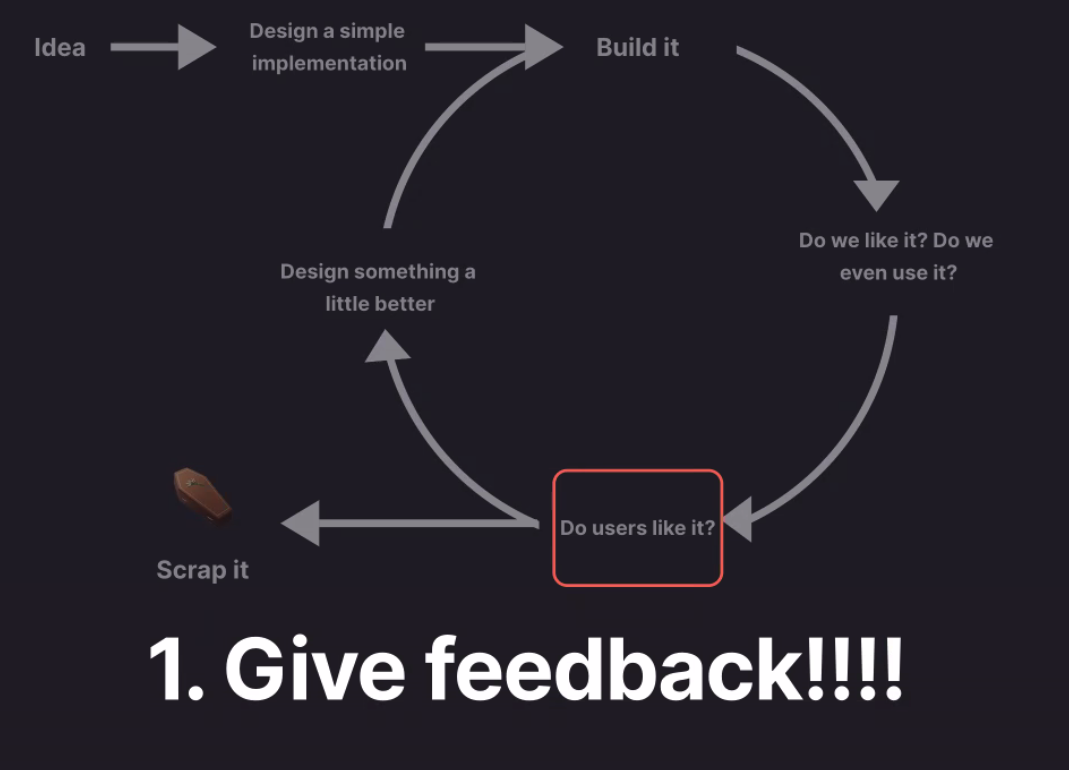 Idea
Design a simple
implementation
Build it
Do we like it? Do we
even use it?
Design something a
little better
Do users like it?
Scrap it
1. Give feedback!!!!